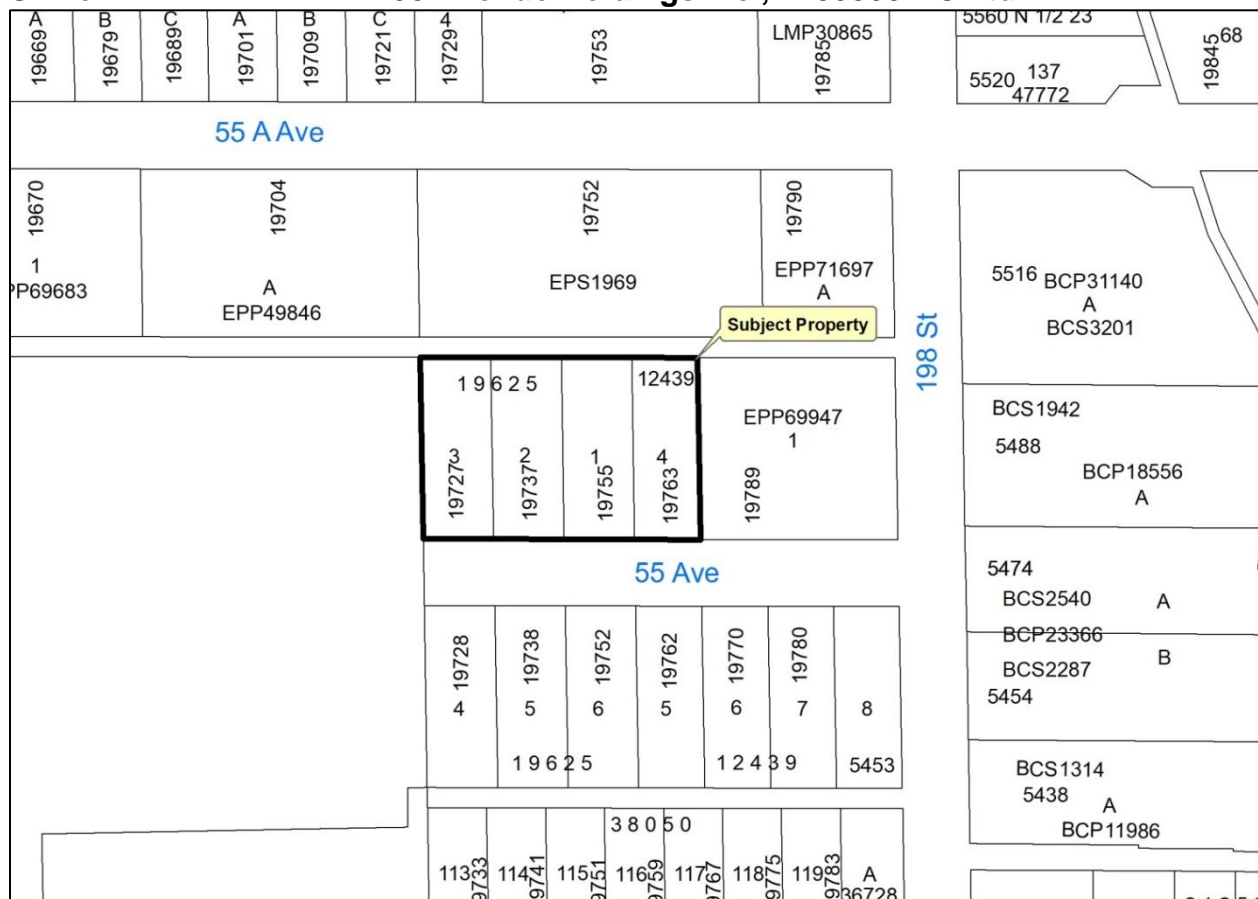 19669 A
19679 B
19689 C
19701 A
19709 B
19721 C
19729 4
19753
LMP30865
19785
5560 N 1/2 23
5520 137
47772
19845 68
55 A Ave
19670
1
19704
A
EPP49846
19752
EPS1969
19790
EPP71697
A
5516 BCP31140
A
BCS3201
Subject Property
198 St
1 9 6 2 5
12439
19727 3
19737 2
19755 1
19763 4
EPP69947
1
19789
BCS1942
5488
BCP18556
A
55 Ave
5474
BCS2540 A
BCP23366
BCS2287 B
5454
19728
19738
19752
19762
19770
19780
4 5 6 5 6 7 8
1 9 6 2 5
1 2 4 3 9
5453
BCS1314
5438 A
BCP11986
3 8 0 5 0
113
114
115
116
117
118
119
A